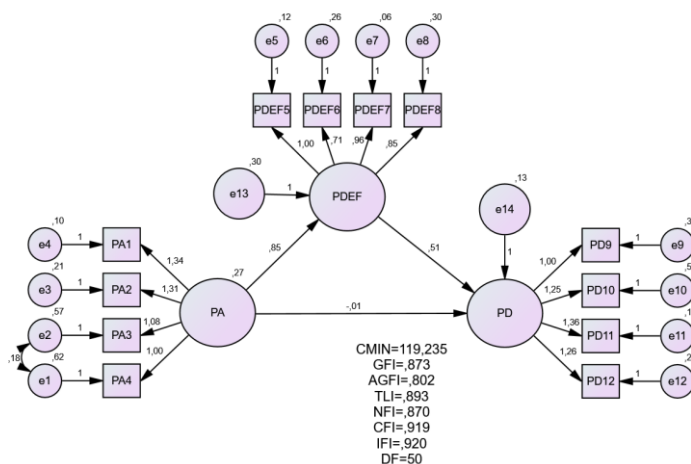 ,12
,26
,06
,30
e5
e6
e7
e8
1
1
1
1
PDEF5
PDEF6
PDEF7
PDEF8
1,00
,71
,96
,85
,30
e13
1
PDEF
,13
e14
1
,10
e4
1
PA1
1,34
,21
e3
1
PA2
1,31
,57
e2
1
PA3
1,08
,18
,62
e1
1
PA4
1,00
,27
PA
,85
,51
-,01
PD
1,00
PD9
1
e9
1,25
PD10
1
e10
1,36
PD11
1
e11
1,26
PD12
1
e12
CMIN=119,235
GFI=,873
AGFI=,802
TLI=,893
NFI=,870
CFI=,919
IFI=,920
DF=50